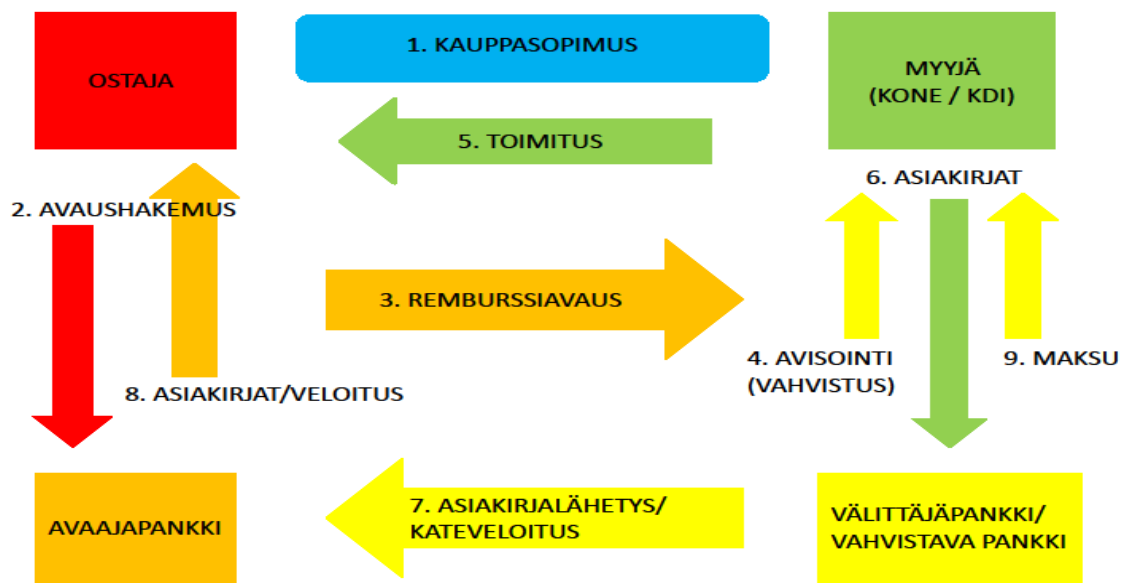 1. KAUPPASOPIMUS
OSTAJA
MYYJÄ
(KONE / KDI)
5. TOIMITUS
6. ASIAKIRJAT
2. AVAUSHAKEMUS
3. REMBURSSIAVAUS
4. AVISOINTI
(VAHVISTUS)
9. MAKSU
8. ASIAKIRJAT/VELOITUS
7. ASIAKIRJALÄHETYS/
KATEVELOITUS
AVAAJAPANKKI
VÄLITTÄJÄPANKKI/
VAHVISTAVA PANKKI